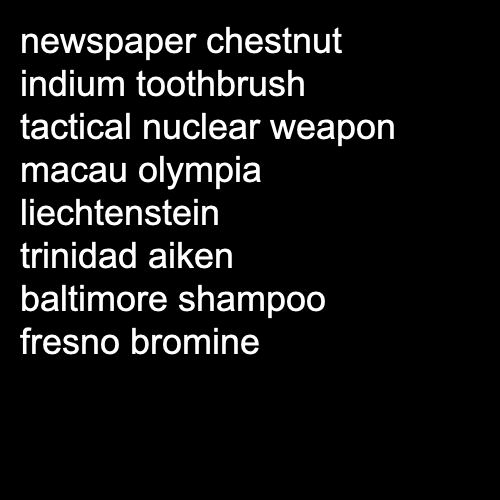 newspaper chestnut
indium toothbrush
tactical nuclear weapon
macau olympia
liechtenstein
trinidad aiken
baltimore shampoo
fresno bromine